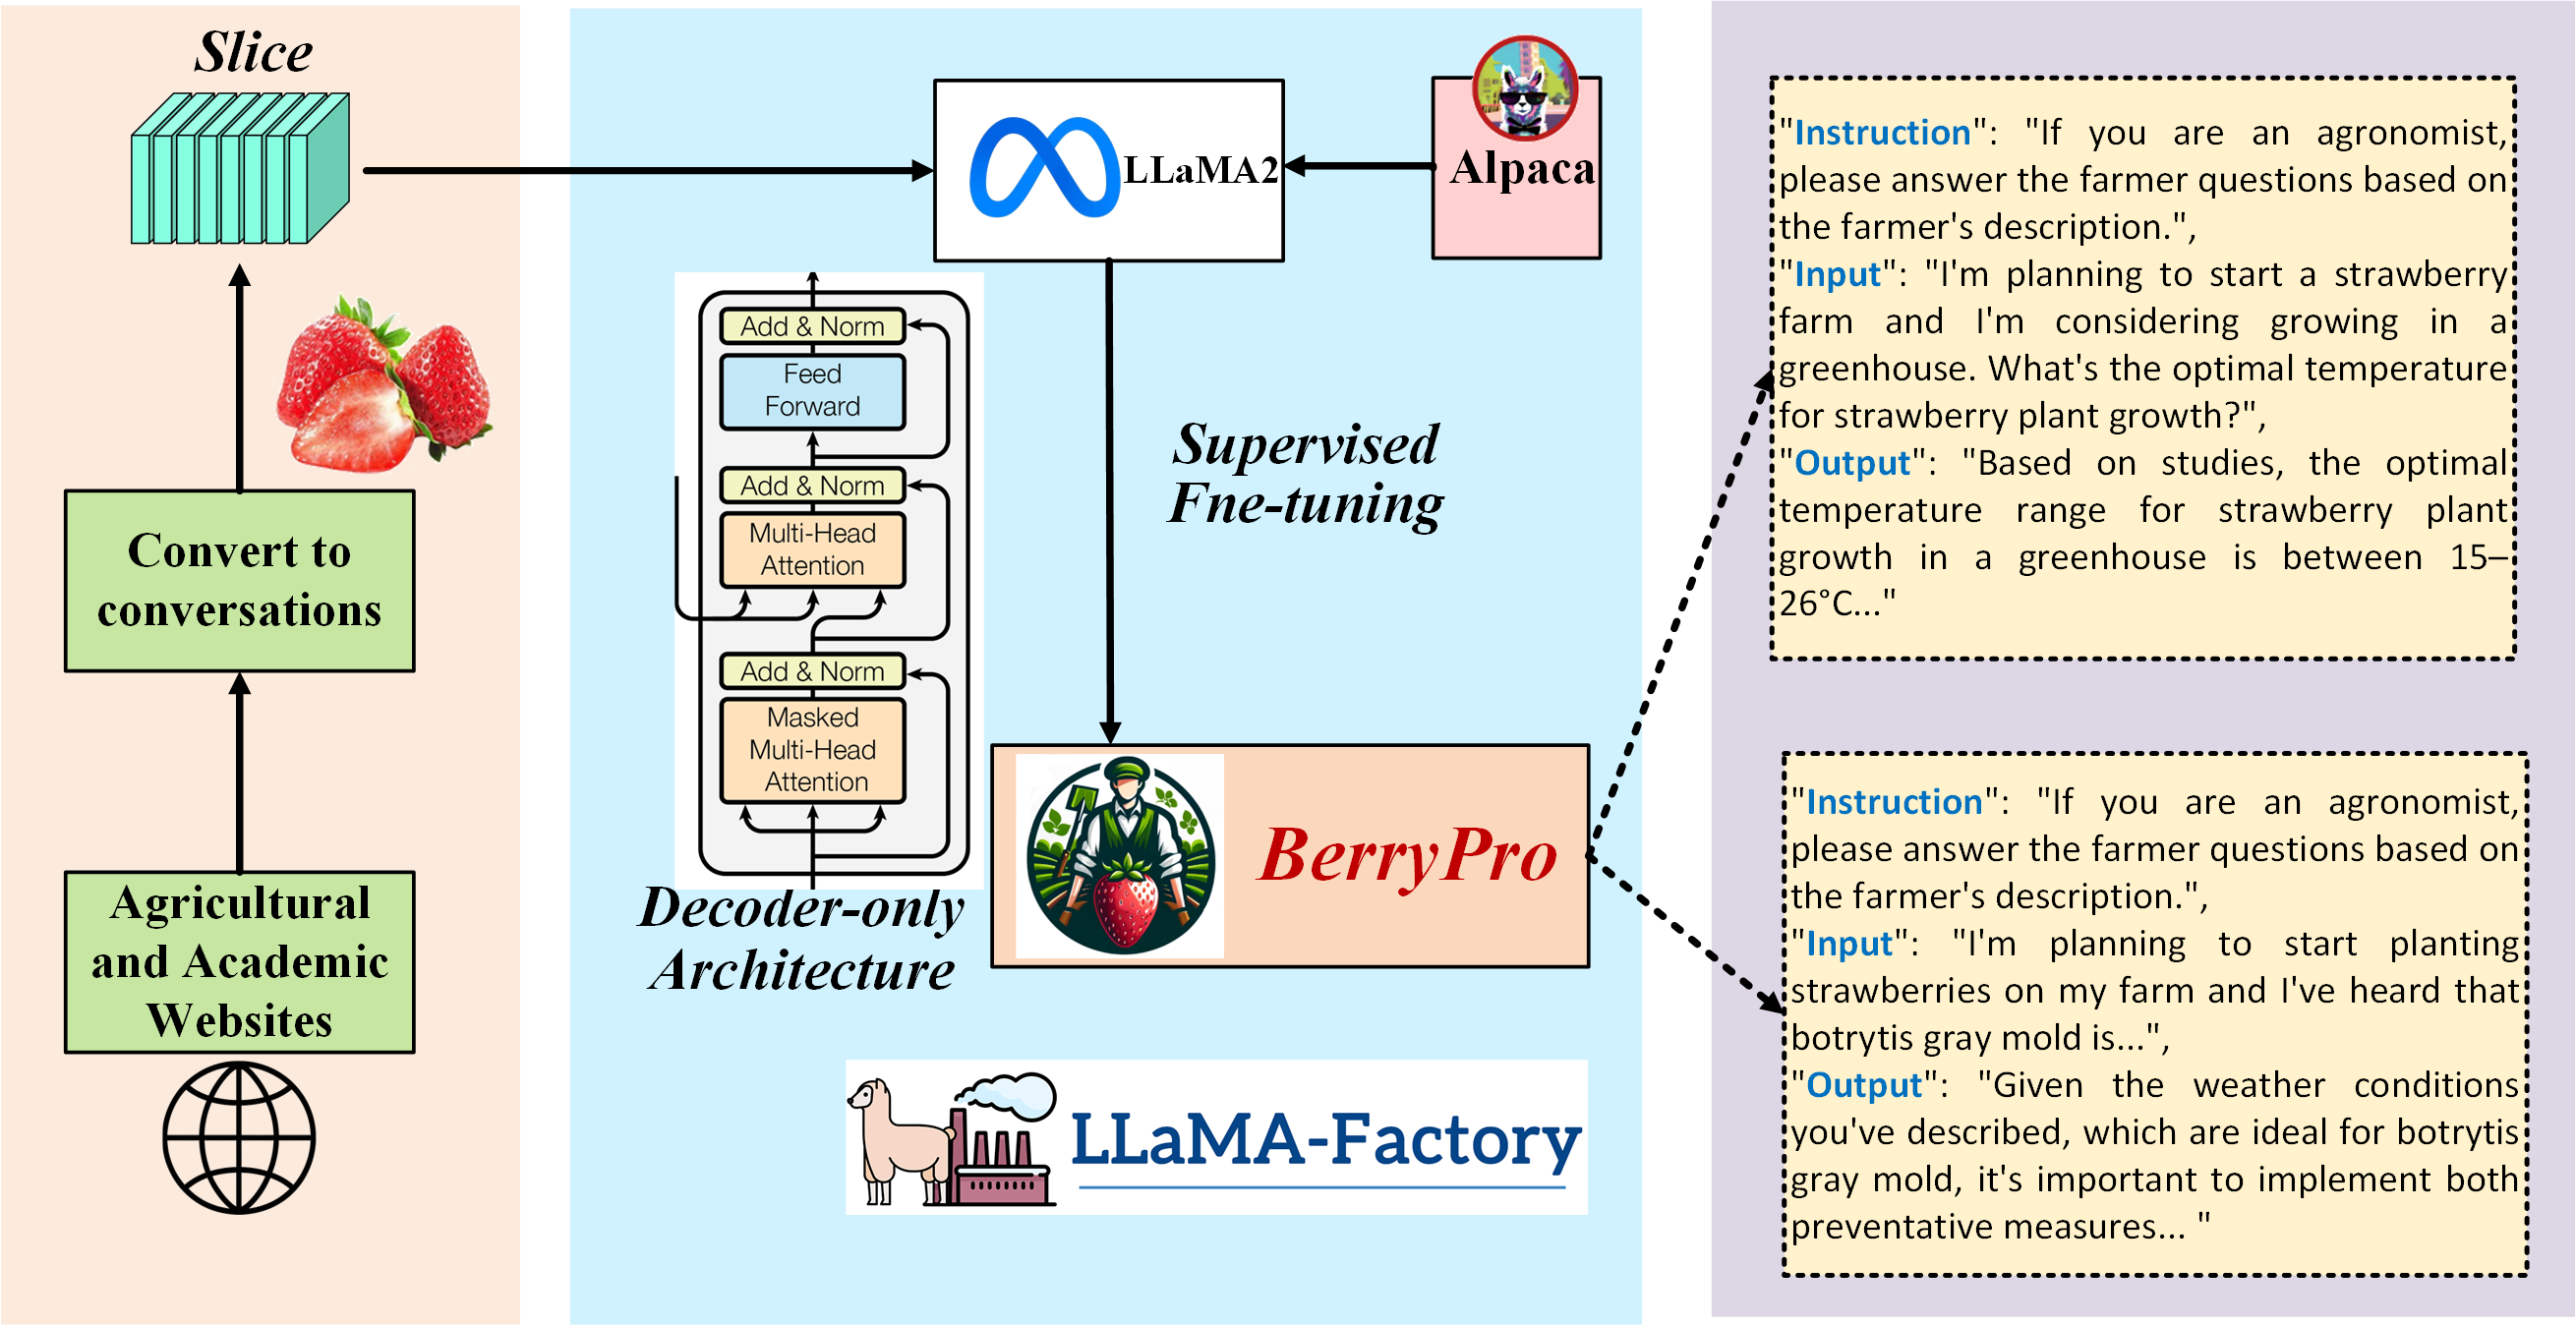 Slice
Convert to
conversations
Agricultural
and Academic
Websites
LLaMA2
Alpaca
Add & Norm
Feed
Forward
Add & Norm
Multi-Head
Attention
Add & Norm
Masked
Multi-Head
Attention
Decoder-only
Architecture
Supervised
Fne-tuning
BerryPro
LLaMA-Factory
"Instruction": "If you are an agronomist,
please answer the farmer questions based on
the farmer's description.",
"Input": "I'm planning to start a strawberry
farm and I'm considering growing in a
greenhouse. What's the optimal temperature
for strawberry plant growth?",
"Output": "Based on studies, the optimal
temperature range for strawberry plant
growth in a greenhouse is between 15–
26°C..."
"Instruction": "If you are an agronomist,
please answer the farmer questions based on
the farmer's description.",
"Input": "I'm planning to start planting
strawberries on my farm and I've heard that
botrytis gray mold is...",
"Output": "Given the weather conditions
you've described, which are ideal for botrytis
gray mold, it's important to implement both
preventative measures... "